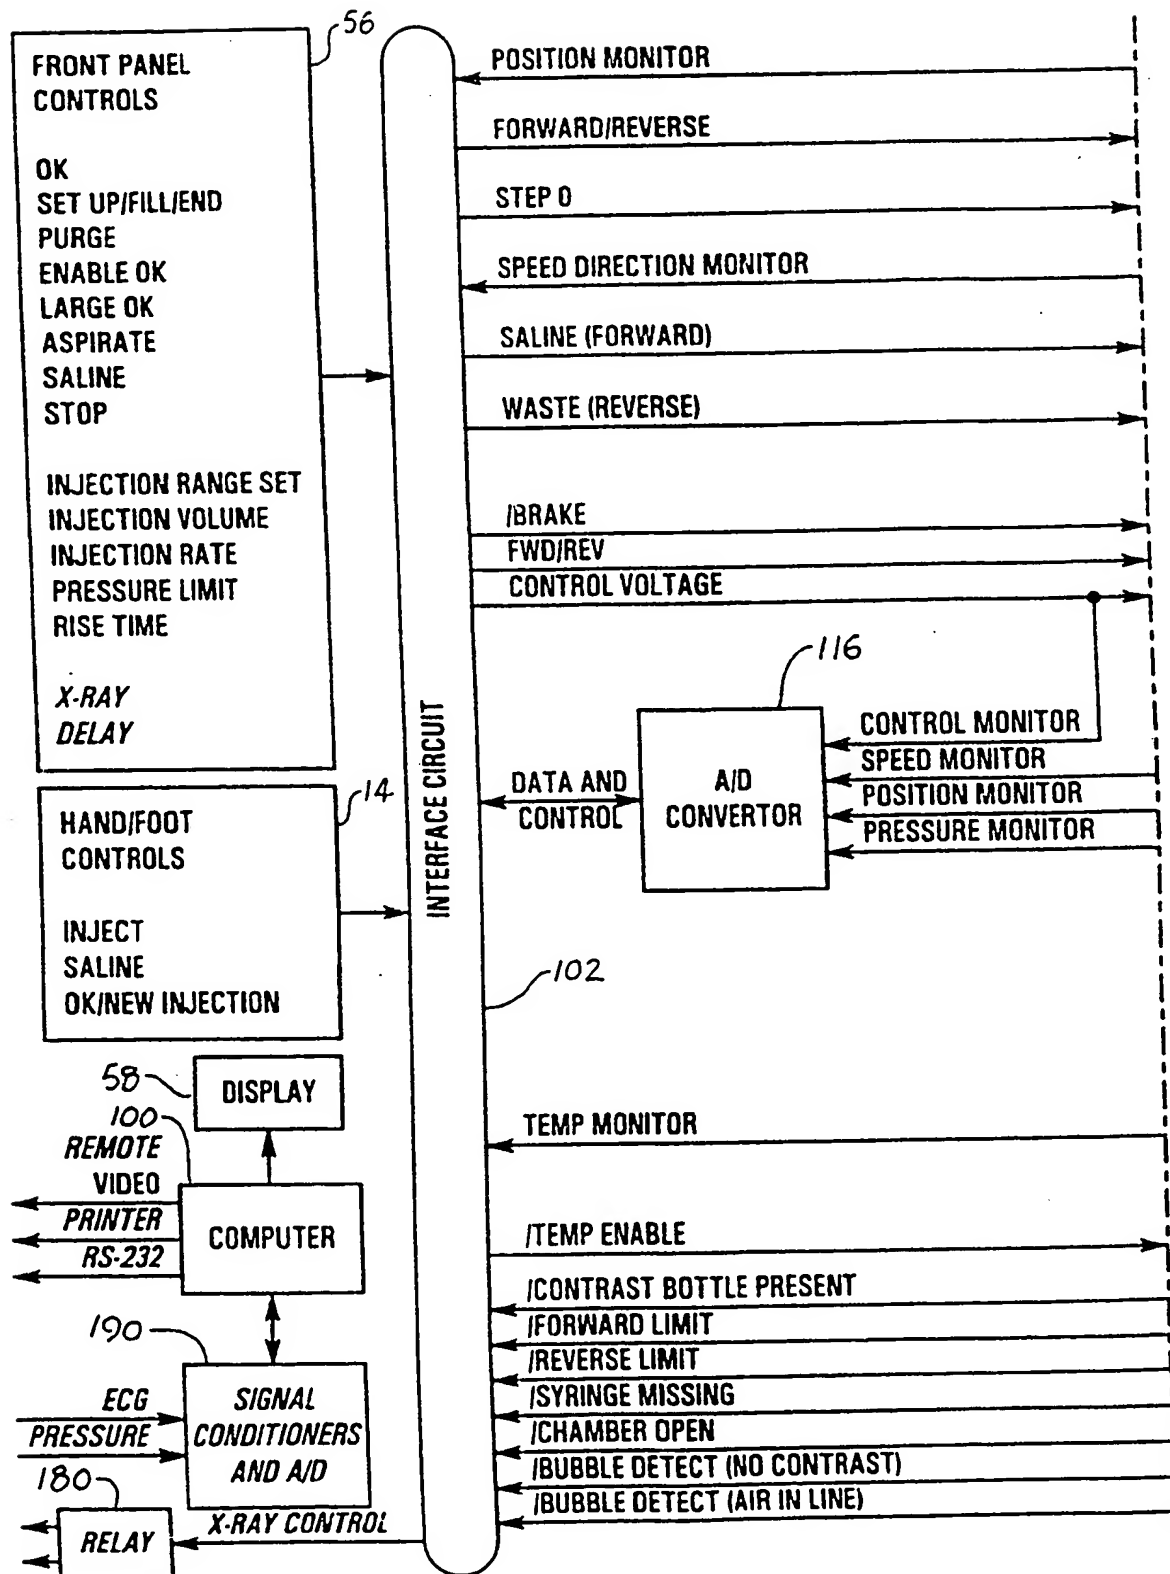 56
FRONT PANEL
CONTROLS
OK
SET UP/FILL/END
PURGE
ENABLE OK
LARGE OK
ASPIRATE
SALINE
STOP
INJECTION RANGE SET
INJECTION VOLUME
INJECTION RATE
PRESSURE LIMIT
RISE TIME
X-RAY
DELAY
14
HAND/FOOT
CONTROLS
INJECT
SALINE
OK/NEW INJECTION
58
DISPLAY
100
REMOTE
VIDEO
PRINTER
RS-232
COMPUTER
190
ECG
PRESSURE
SIGNAL
CONDITIONERS
AND A/D
180
RELAY
X-RAY CONTROL
INTERFACE CIRCUIT
102
POSITION MONITOR
FORWARD/REVERSE
STEP 0
SPEED DIRECTION MONITOR
SALINE (FORWARD)
WASTE (REVERSE)
/BRAKE
FWD/REV
CONTROL VOLTAGE
116
DATA AND
CONTROL
A/D
CONVERTOR
CONTROL MONITOR
SPEED MONITOR
POSITION MONITOR
PRESSURE MONITOR
TEMP MONITOR
/TEMP ENABLE
/CONTRAST BOTTLE PRESENT
/FORWARD LIMIT
/REVERSE LIMIT
/SYRINGE MISSING
/CHAMBER OPEN
/BUBBLE DETECT (NO CONTRAST)
/BUBBLE DETECT (AIR IN LINE)